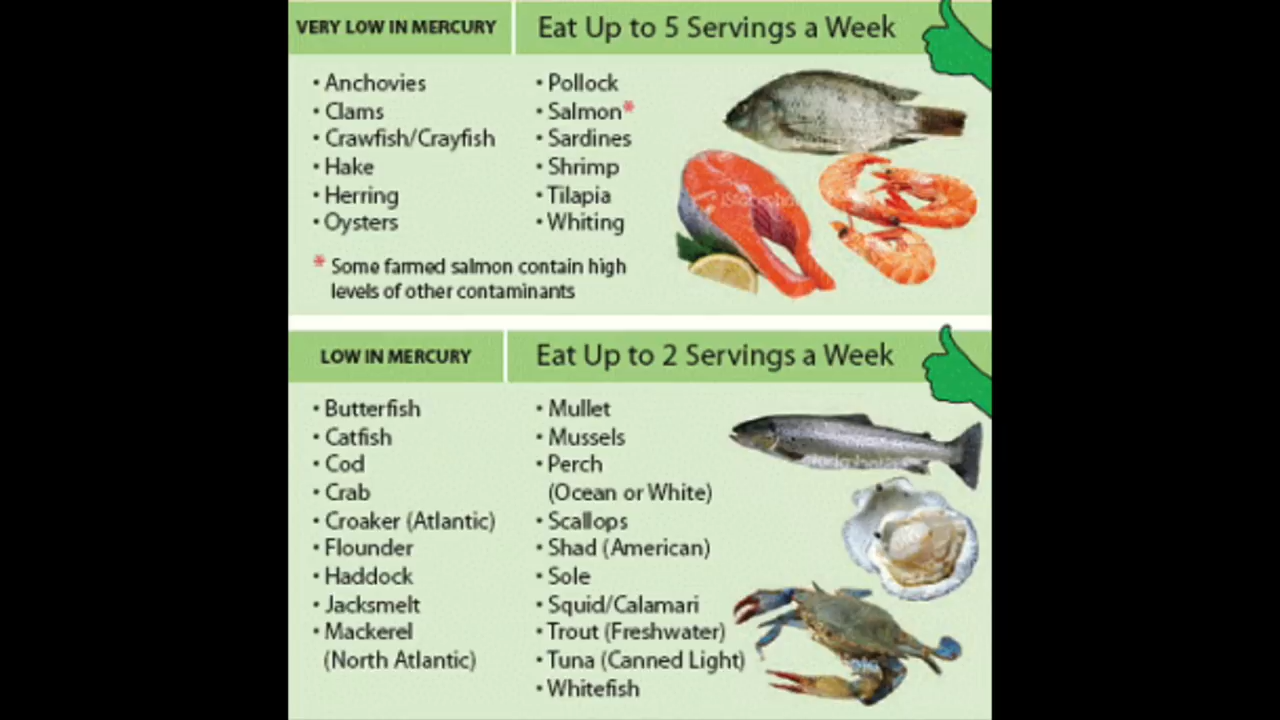 VERY LOW IN MERCURY
Eat Up to 5 Servings a Week
• Anchovies
• Clams
• Crawfish/Crayfish
• Hake
• Herring
• Oysters
• Pollock
• Salmon*
• Sardines
• Shrimp
• Tilapia
• Whiting
* Some farmed salmon contain high
levels of other contaminants
LOW IN MERCURY
Eat Up to 2 Servings a Week
• Butterfish
• Catfish
• Cod
• Crab
• Croaker (Atlantic)
• Flounder
• Haddock
• Jacksmelt
• Mackerel
(North Atlantic)
• Mullet
• Mussels
• Perch
(Ocean or White)
• Scallops
• Shad (American)
• Sole
• Squid/Calamari
• Trout (Freshwater)
• Tuna (Canned Light)
• Whitefish